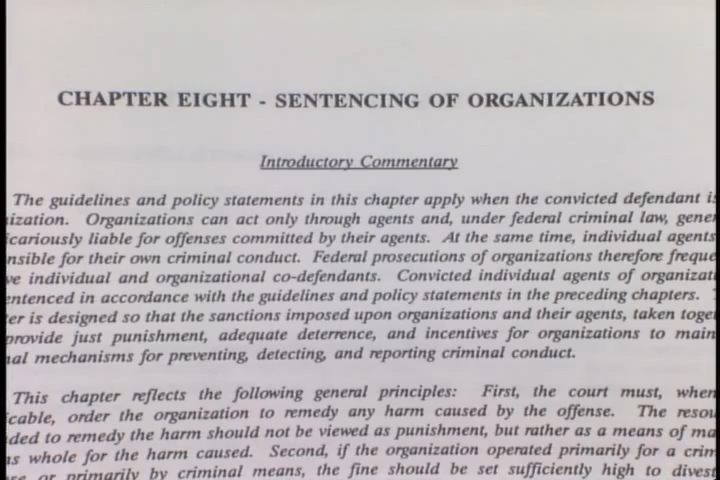 CHAPTER EIGHT - SENTENCING OF ORGANIZATIONS
Introductory Commentary
The guidelines and policy statements in this chapter apply when the convicted defendant is
ization. Organizations can act only through agents and, under federal criminal law, gener
icariously liable for offenses committed by their agents. At the same time, individual agents
nsible for their own criminal conduct. Federal prosecutions of organizations therefore freque
ve individual and organizational co-defendants. Convicted individual agents of organizati
entenced in accordance with the guidelines and policy statements in the preceding chapters.
er is designed so that the sanctions imposed upon organizations and their agents, taken toge
provide just punishment, adequate deterrence, and incentives for organizations to main
nal mechanisms for preventing, detecting, and reporting criminal conduct.
This chapter reflects the following general principles: First, the court must, when
icable, order the organization to remedy any harm caused by the offense. The resou
ded to remedy the harm should not be viewed as punishment, but rather as a means of ma
s whole for the harm caused. Second, if the organization operated primarily for a crim
se or primarily by criminal means, the fine should be set sufficiently high to divest